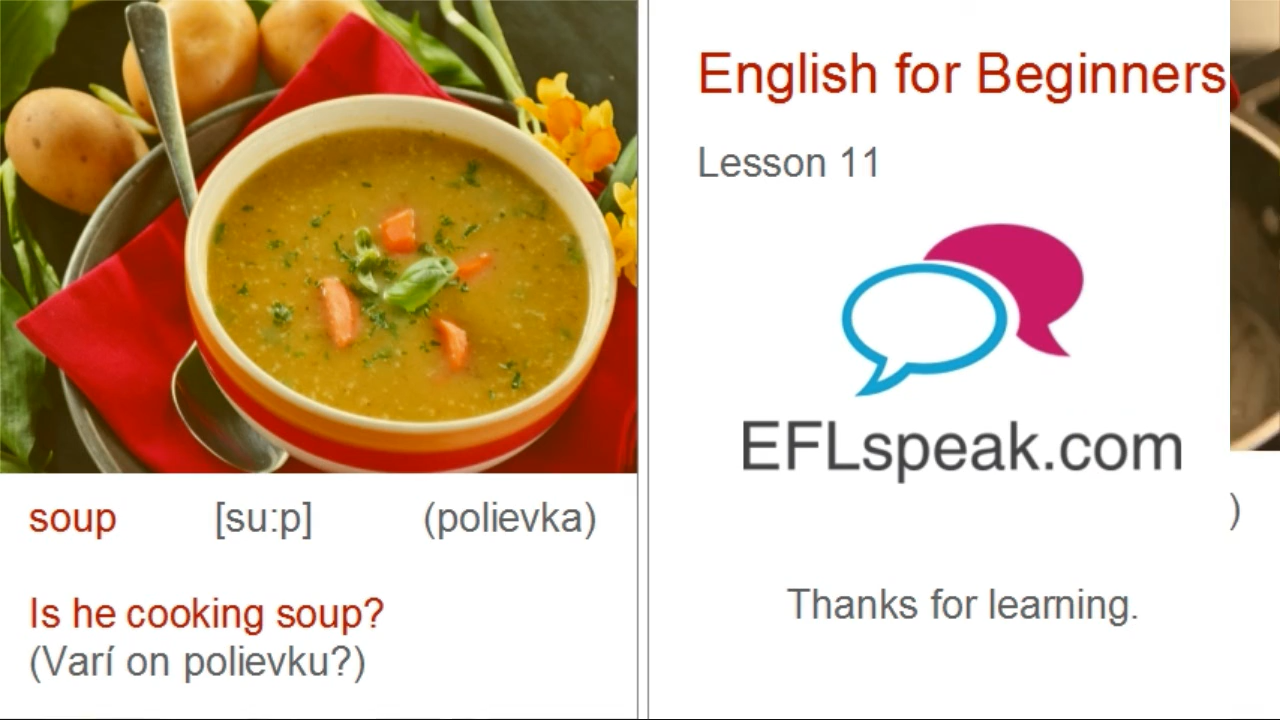 soup [su:p] (polievka)
Is he cooking soup?
(Varí on polievku?)
English for Beginners
Lesson 11
EFLspeak.com
)
Thanks for learning.